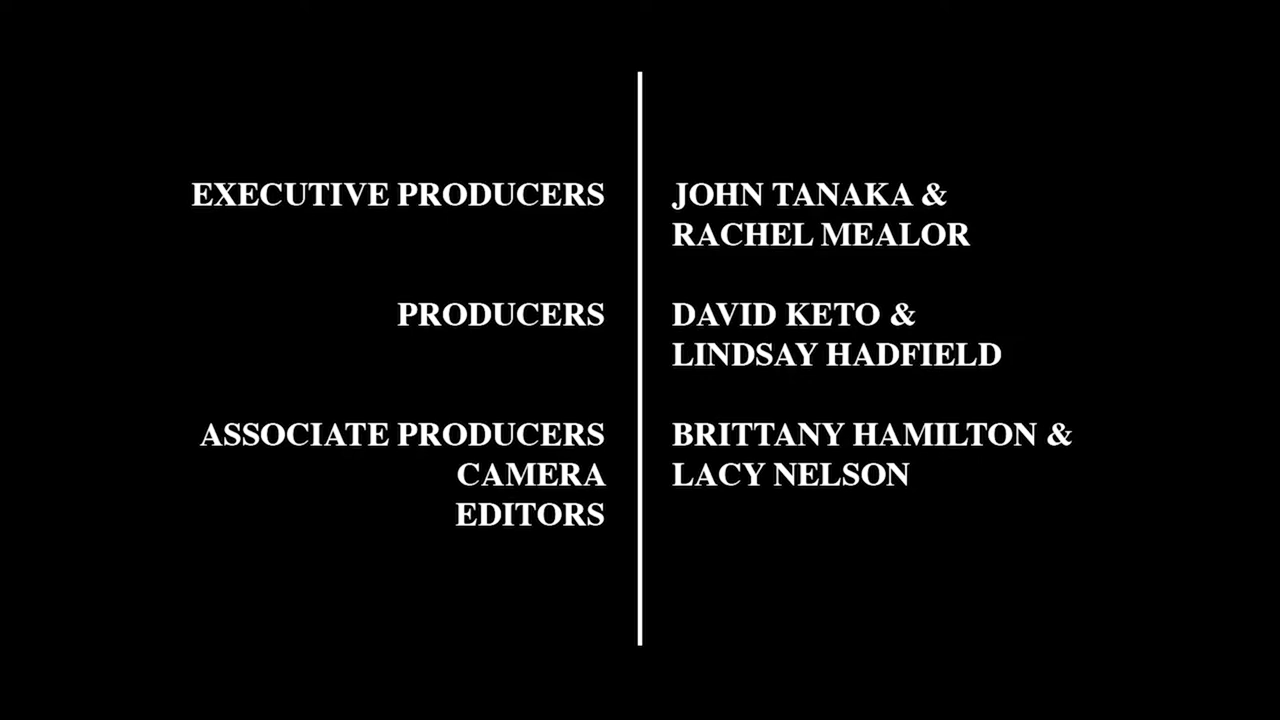 EXECUTIVE PRODUCERS JOHN TANAKA &
RACHEL MEALOR
PRODUCERS DAVID KETO &
LINDSAY HADFIELD
ASSOCIATE PRODUCERS BRITTANY HAMILTON &
CAMERA LACY NELSON
EDITORS